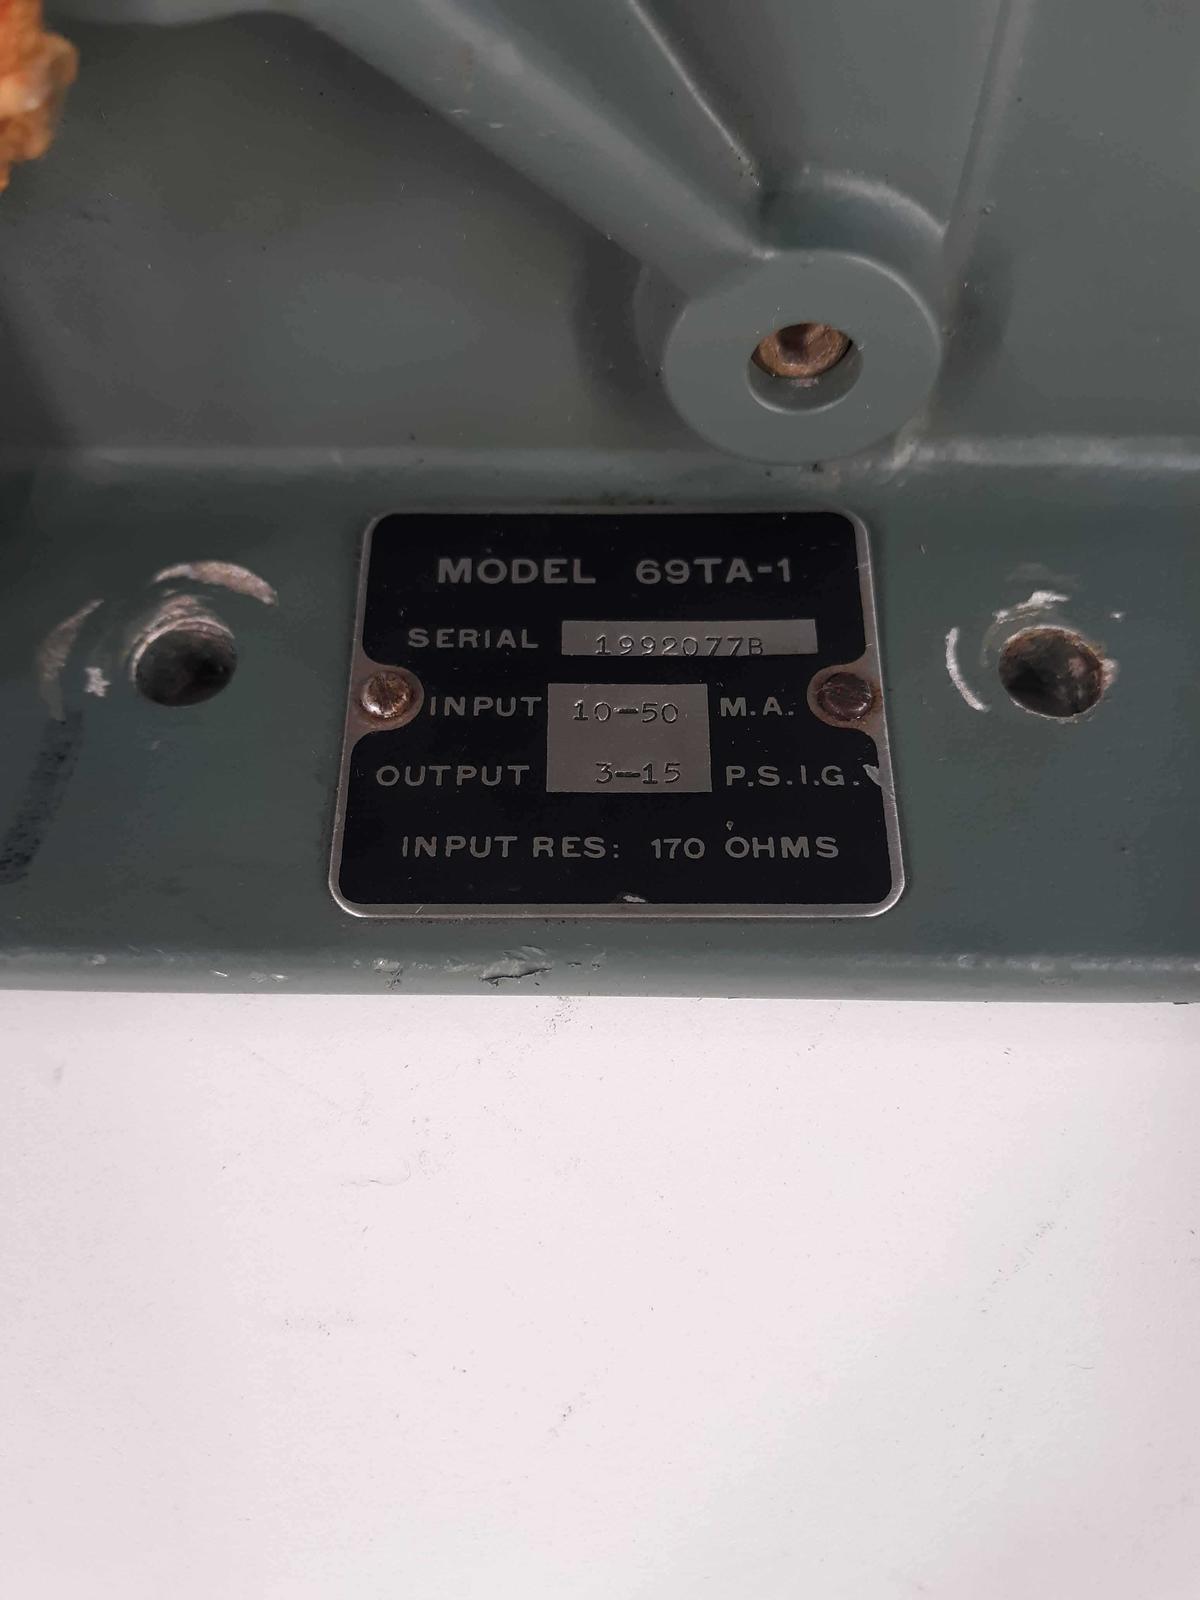 MODEL 69TA-1
SERIAL 1992077B
INPUT 10-50 M.A.
OUTPUT 3-15 P.S.I.G.
INPUT RES: 170 OHMS